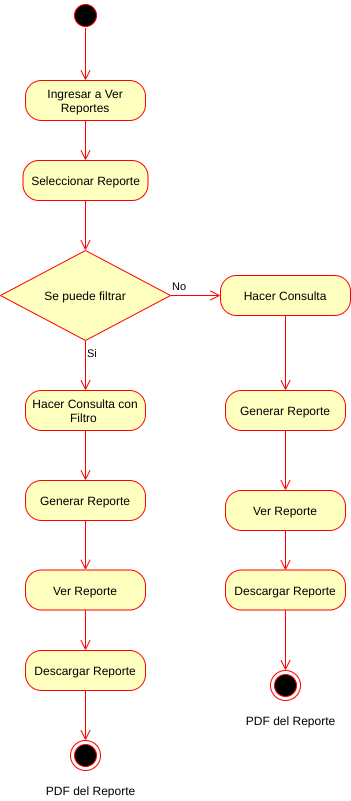 Ingresar a Ver
Reportes
Seleccionar Reporte
Se puede filtrar
No
Hacer Consulta
Si
Hacer Consulta con
Filtro
Generar Reporte
Generar Reporte
Ver Reporte
Ver Reporte
Descargar Reporte
Descargar Reporte
PDF del Reporte
PDF del Reporte